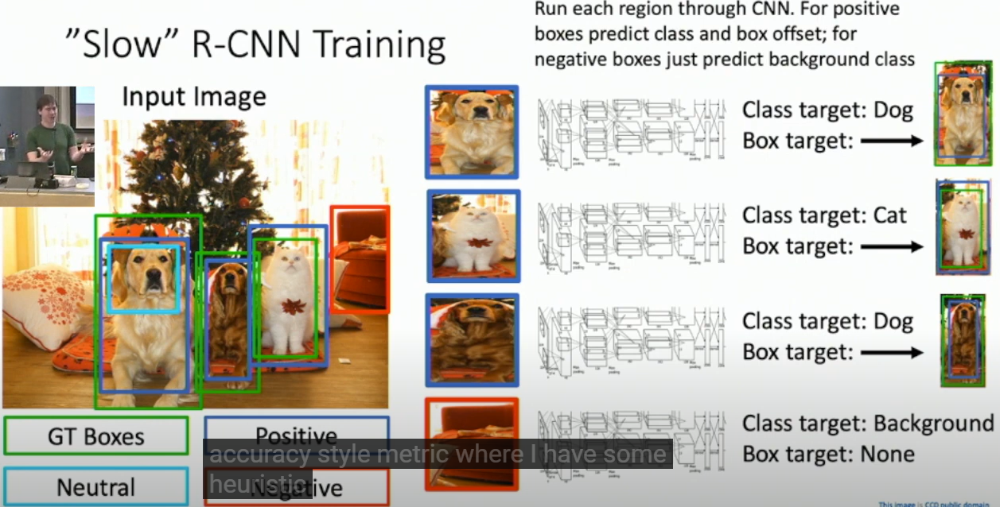 ”Slow” R-CNN Training
Run each region through CNN. For positive
boxes predict class and box offset; for
negative boxes just predict background class
Input Image
Class target: Dog
Box target:
Class target: Cat
Box target:
Class target: Dog
Box target:
Class target: Background
Box target: None
GT Boxes
Positive
Neutral
Negative
accuracy style metric where I have some
heuristic
This image is CC0 public domain